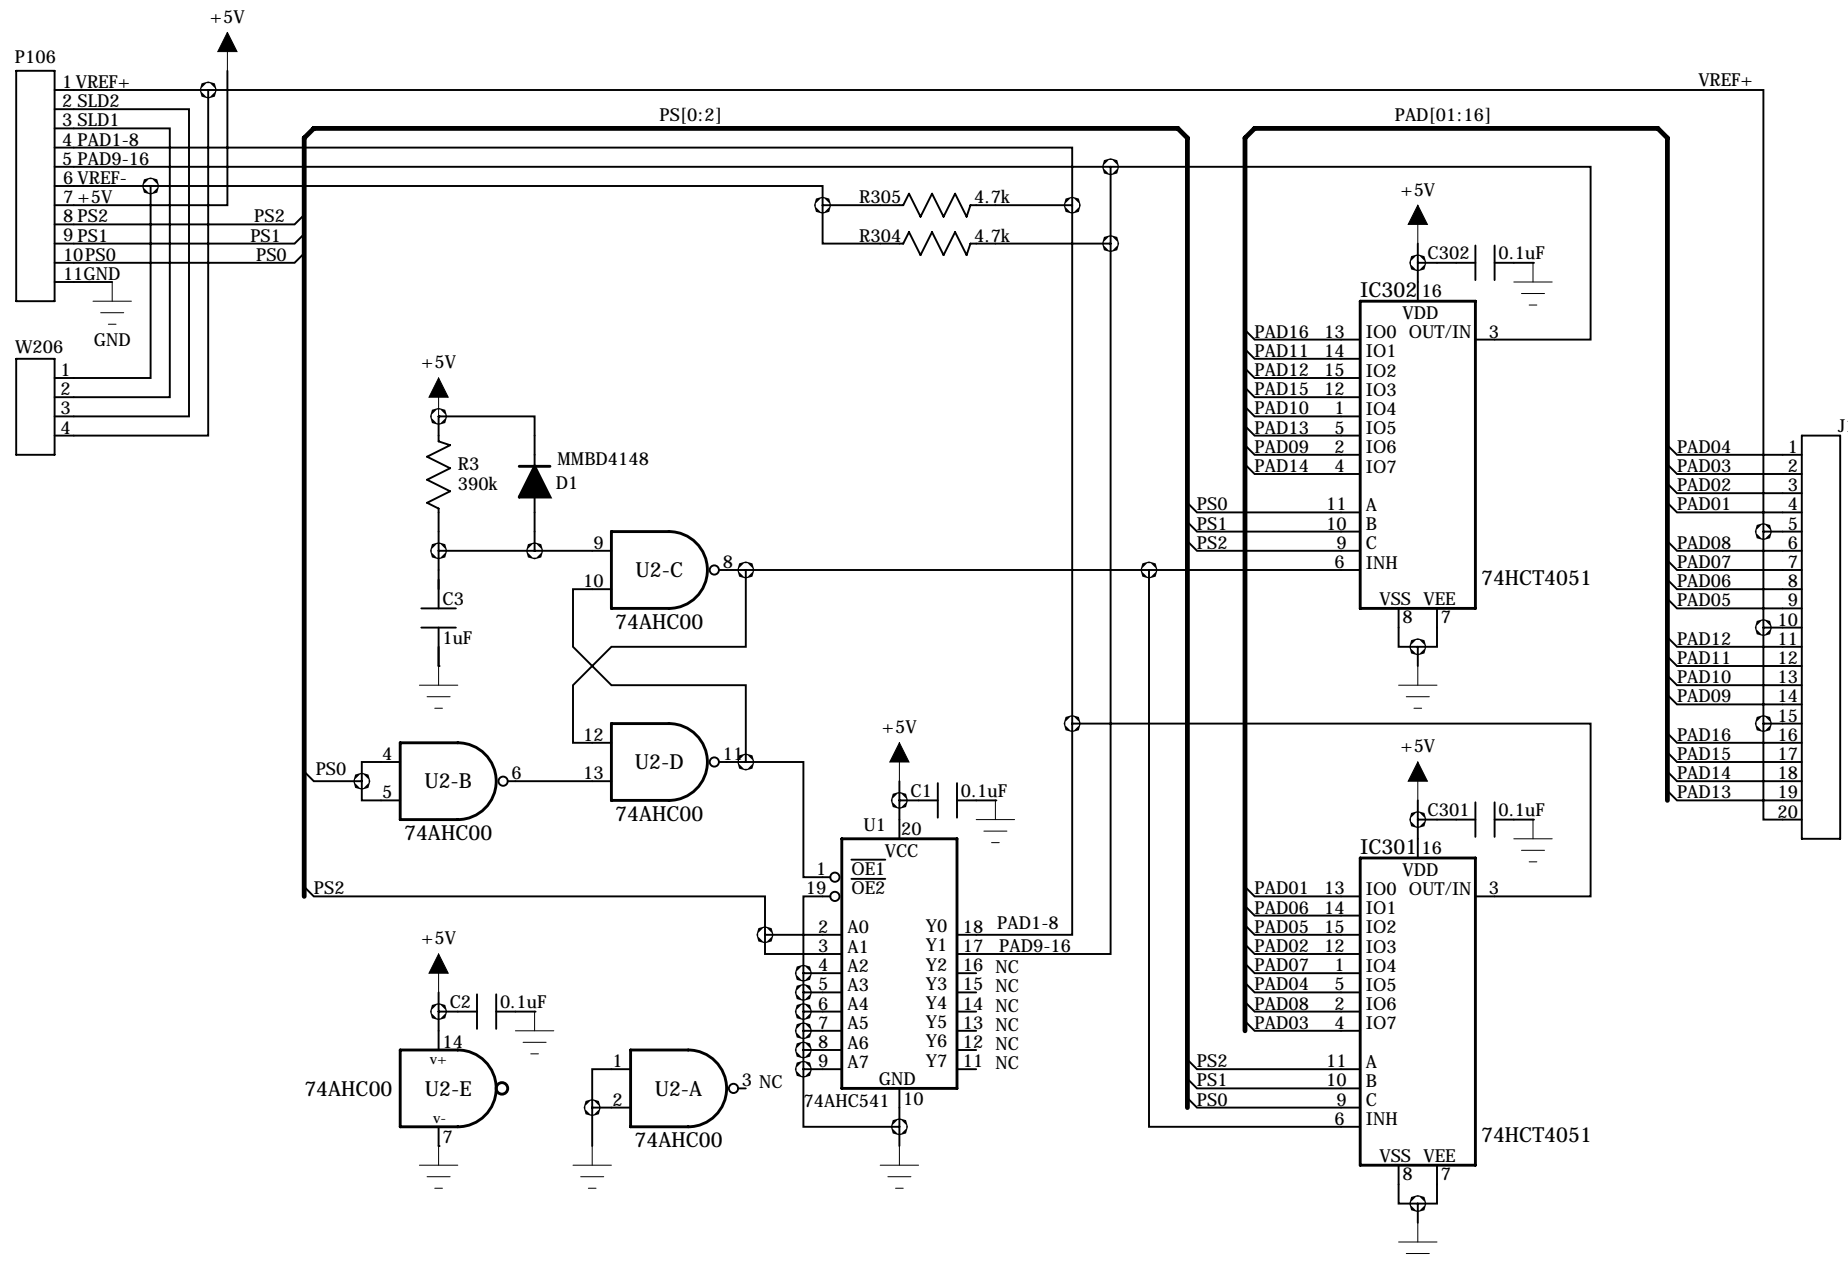 +5V
P106
1 VREF+
2 SLD2
3 SLD1
4 PAD1-8
5 PAD9-16
6 VREF-
7 +5V
8 PS2
9 PS1
10 PS0
11 GND
PS2
PS1
PS0
GND
W206
1
2
3
4
PS[0:2]
PAD[01:16]
VREF+
R305 4.7k
R304 4.7k
+5V
C302 0.1uF
IC302 16
VDD
PAD16 13 IO0 OUT/IN 3
PAD11 14 IO1
PAD12 15 IO2
PAD15 12 IO3
PAD10 1 IO4
PAD13 5 IO5
PAD09 2 IO6
PAD14 4 IO7
PS0 11 A
PS1 10 B
PS2 9 C
6 INH
74HCT4051
VSS VEE
8 7
+5V
R3
390k
MMBD4148
D1
C3
1uF
9
10
U2-C
8
74AHC00
12
13
U2-D
11
74AHC00
PS0
4
5
U2-B
6
74AHC00
PS2
+5V
C1 0.1uF
U1 20
VCC
1 OE1
19 OE2
2 A0 Y0 18 PAD1-8
3 A1 Y1 17 PAD9-16
4 A2 Y2 16 NC
5 A3 Y3 15 NC
6 A4 Y4 14 NC
7 A5 Y5 13 NC
8 A6 Y6 12 NC
9 A7 Y7 11 NC
GND
74AHC541 10
+5V
C2 0.1uF
14
v+
74AHC00 U2-E
v-
7
1
2
U2-A
3 NC
74AHC00
+5V
C301 0.1uF
IC301 16
VDD
PAD01 13 IO0 OUT/IN 3
PAD06 14 IO1
PAD05 15 IO2
PAD02 12 IO3
PAD07 1 IO4
PAD04 5 IO5
PAD08 2 IO6
PAD03 4 IO7
PS2 11 A
PS1 10 B
PS0 9 C
6 INH
74HCT4051
VSS VEE
8 7
J
PAD04 1
PAD03 2
PAD02 3
PAD01 4
5
PAD08 6
PAD07 7
PAD06 8
PAD05 9
10
PAD12 11
PAD11 12
PAD10 13
PAD09 14
15
PAD16 16
PAD15 17
PAD14 18
PAD13 19
20